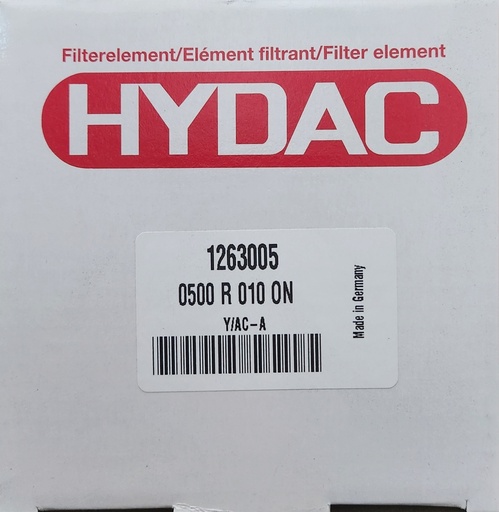 Filterelement/Elément filtrant/Filter element
HYDAC
1263005
0500 R 010 ON
Y/AC-A
Made in Germany